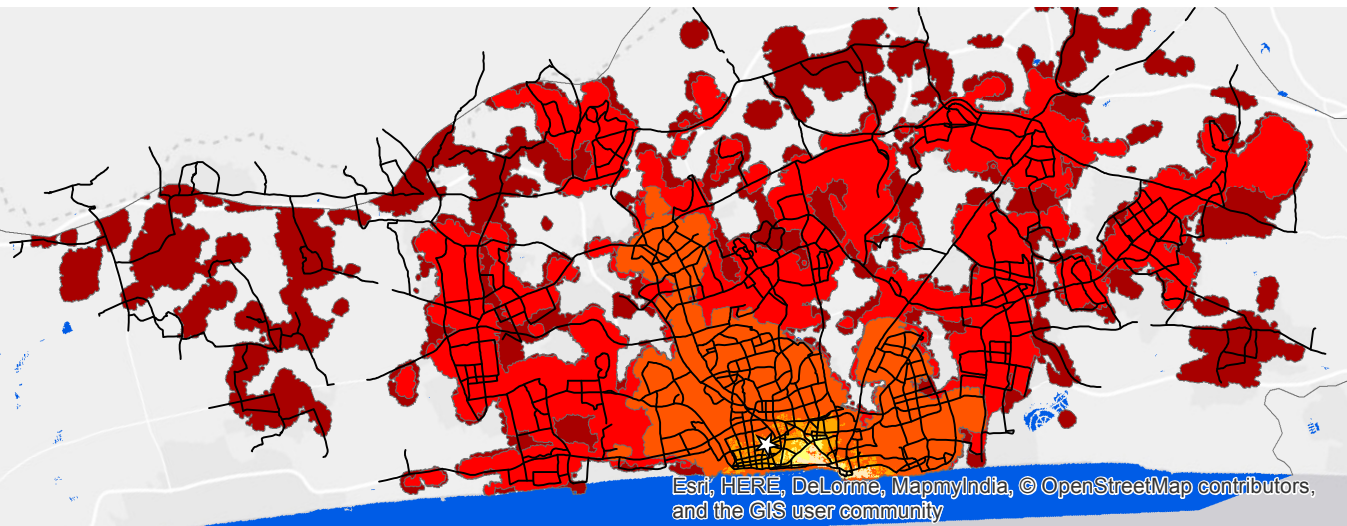 Esri, HERE, DeLorme, MapmyIndia, © OpenStreetMap contributors,
and the GIS user community